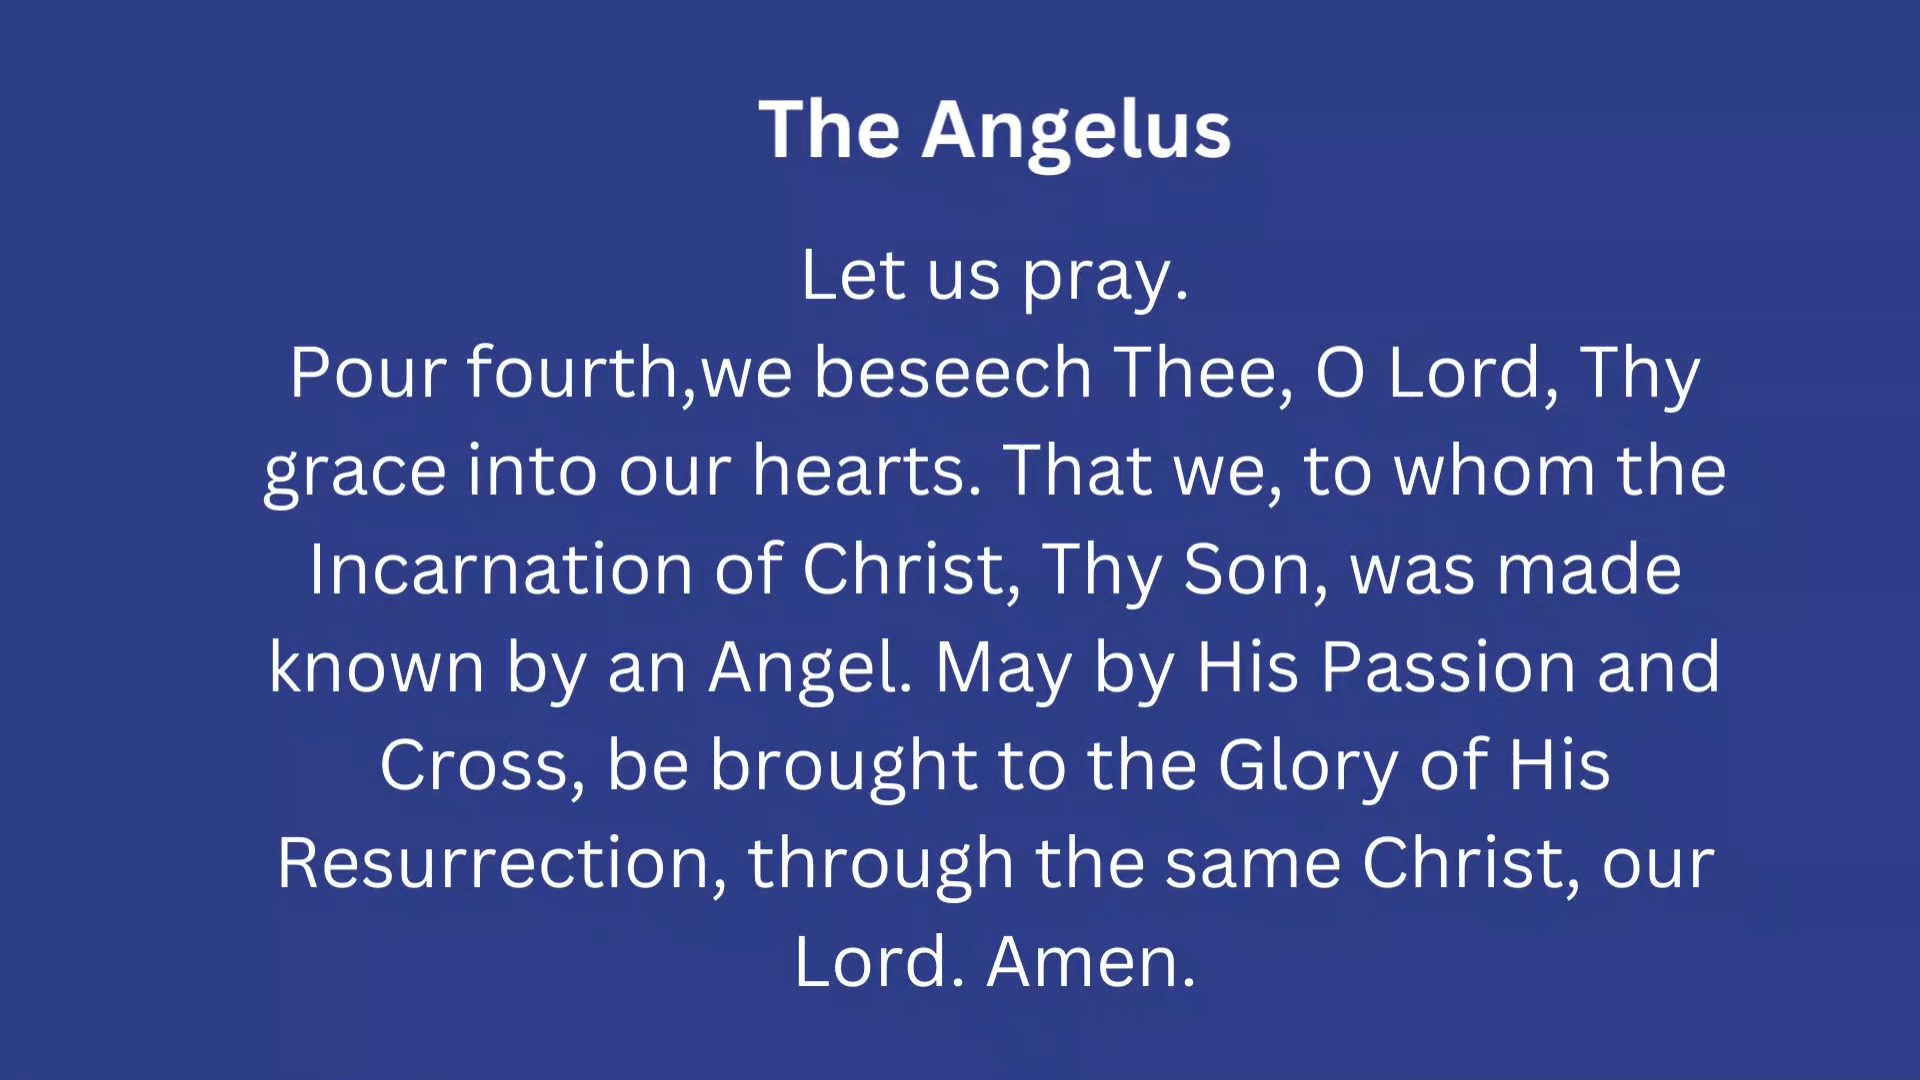 The Angelus
Let us pray.
Pour fourth,we beseech Thee, O Lord, Thy
grace into our hearts. That we, to whom the
Incarnation of Christ, Thy Son, was made
known by an Angel. May by His Passion and
Cross, be brought to the Glory of His
Resurrection, through the same Christ, our
Lord. Amen.